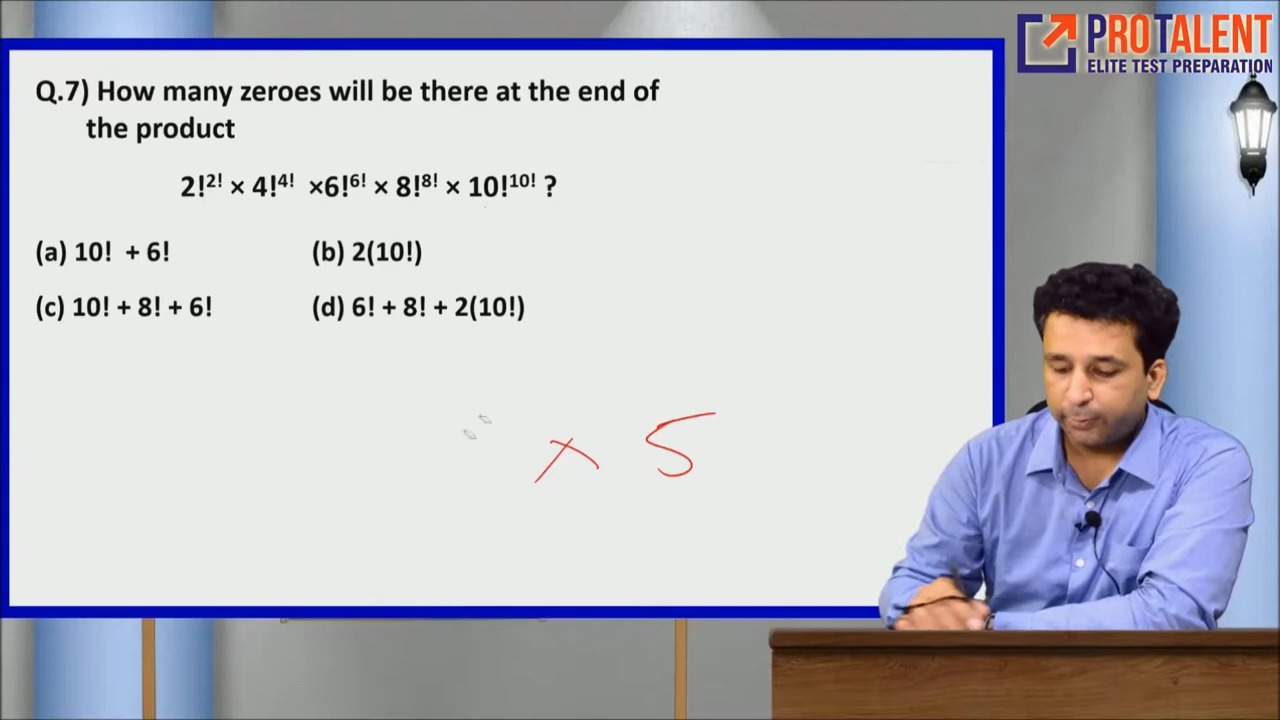 PRO TALENT
ELITE TEST PREPARATION
Q.7) How many zeroes will be there at the end of
the product
2!^{2!} × 4!^{4!} ×6!^{6!} × 8!^{8!} × 10!^{10!} ?
(a) 10! + 6! (b) 2(10!)
(c) 10! + 8! + 6! (d) 6! + 8! + 2(10!)
× 5